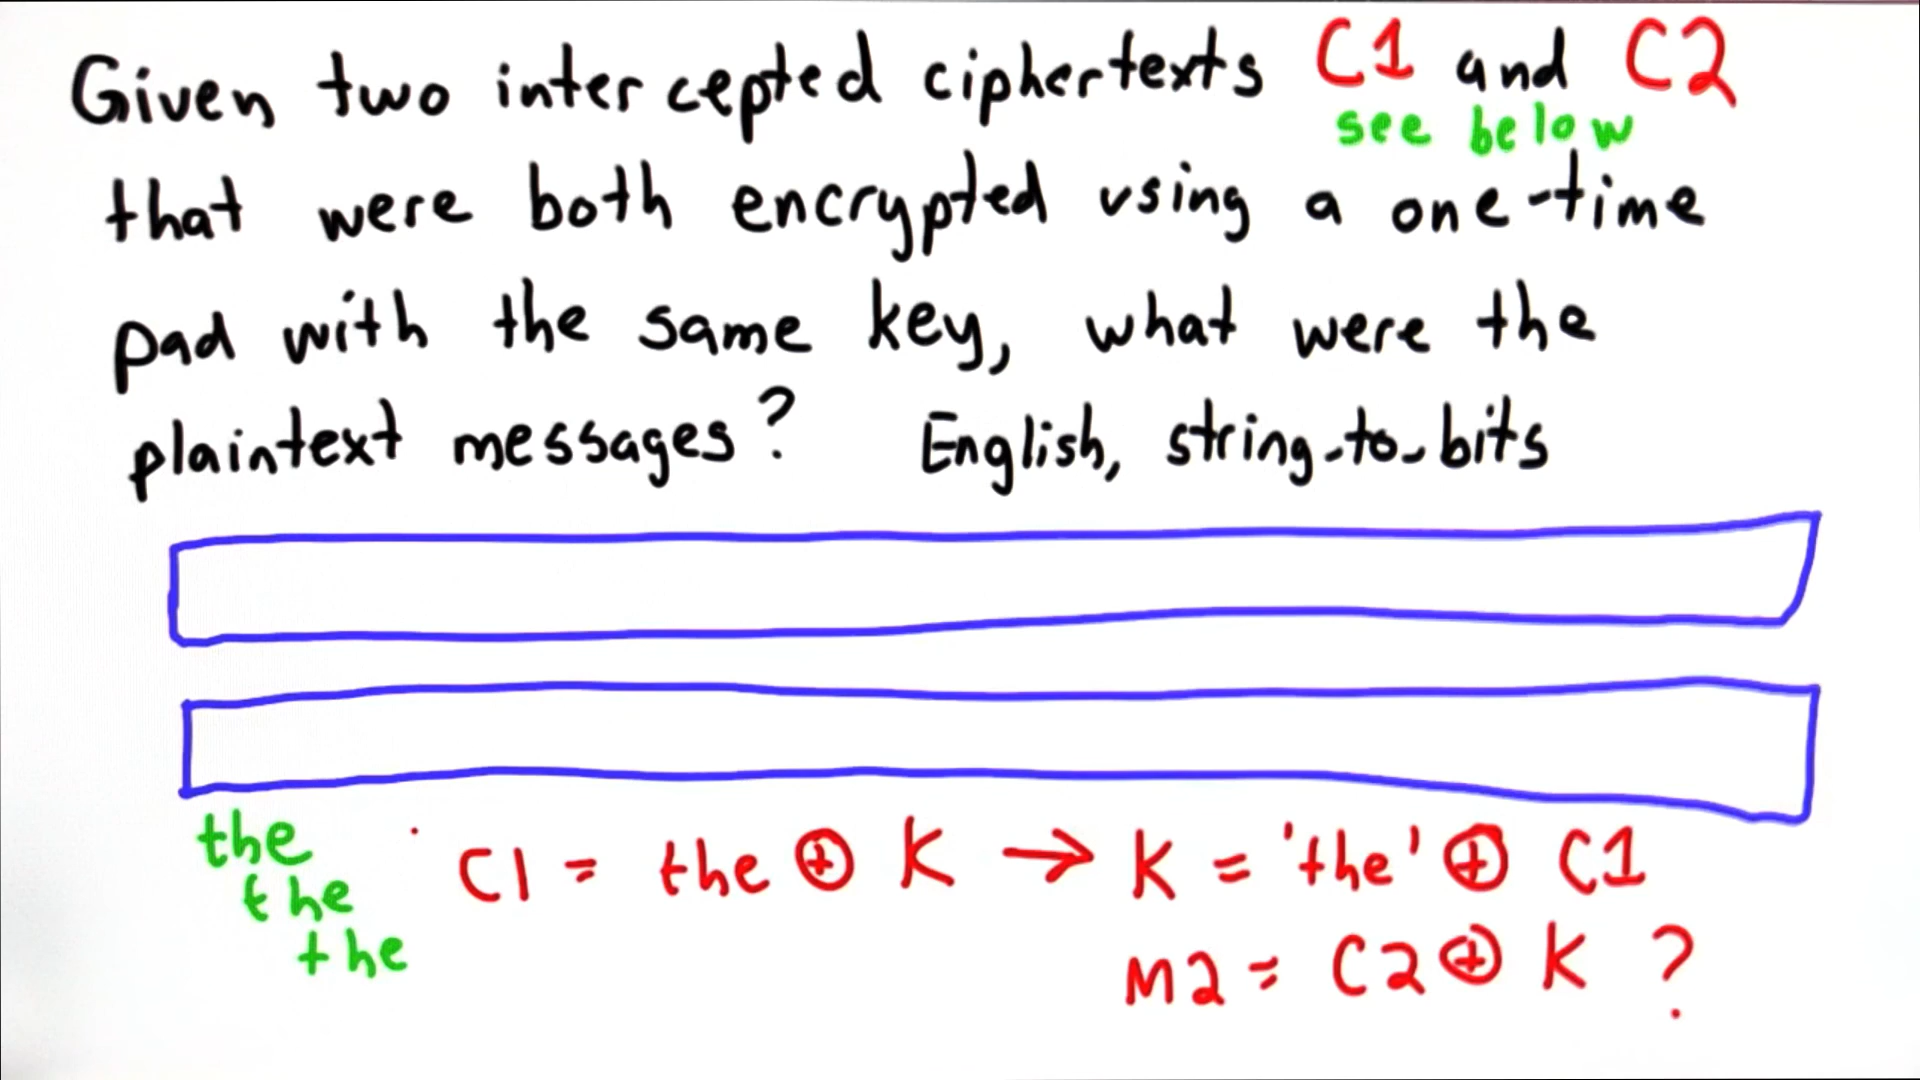 Given two intercepted ciphertexts C1 and C2
see below
that were both encrypted using a one-time
pad with the same key, what were the
plaintext messages? English, string-to-bits
the
the
the
C1 = the ⊕ K → K = 'the' ⊕ C1
M2 = C2 ⊕ K ?